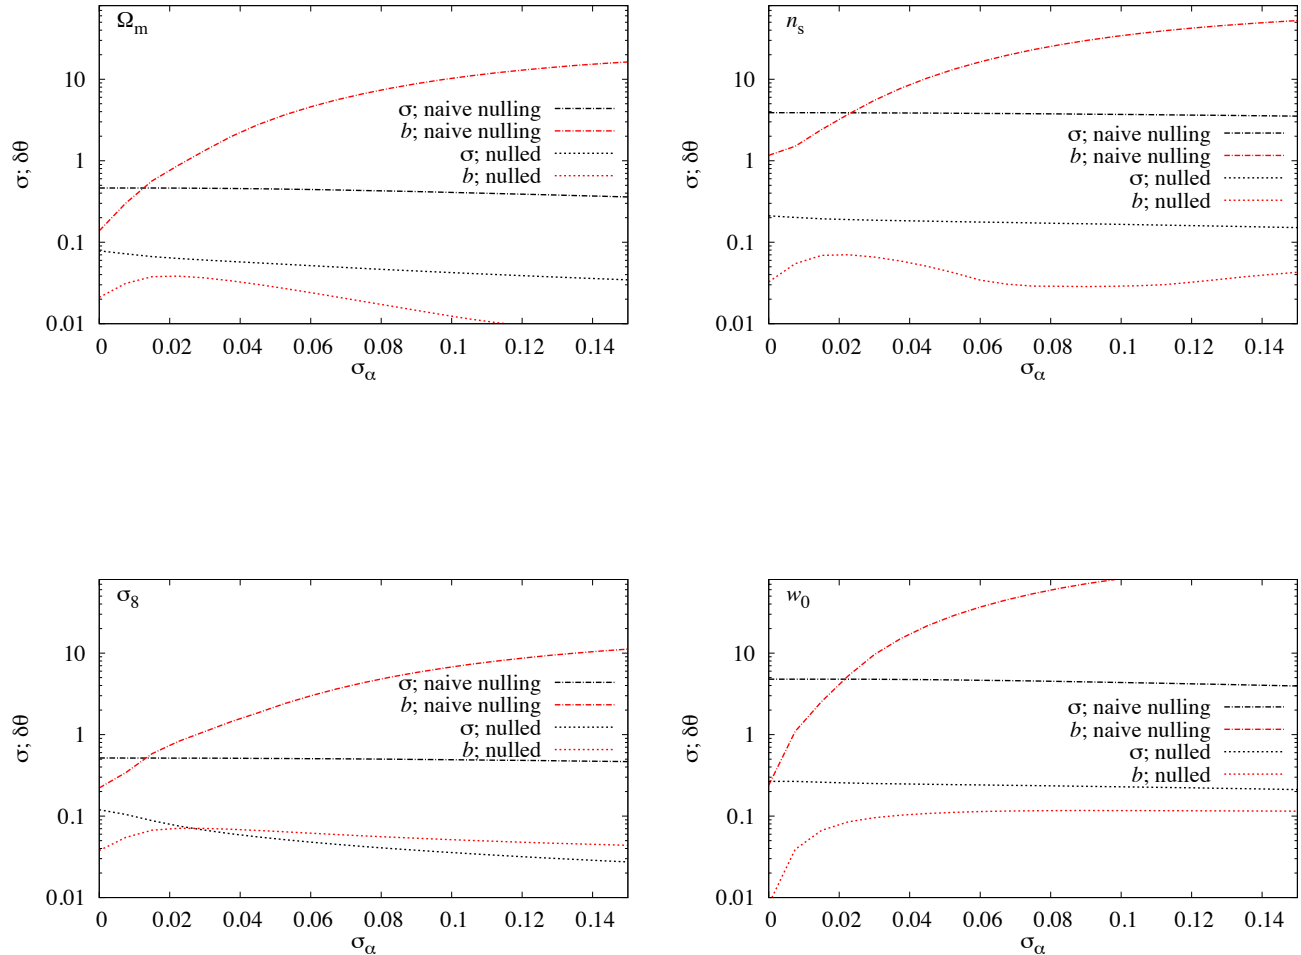 Ωm
σ; δθ
10
1
0.1
0.01
σ; naive nulling
b; naive nulling
σ; nulled
b; nulled
0 0.02 0.04 0.06 0.08 0.1 0.12 0.14
σα
ns
σ; δθ
10
1
0.1
0.01
σ; naive nulling
b; naive nulling
σ; nulled
b; nulled
0 0.02 0.04 0.06 0.08 0.1 0.12 0.14
σα
σ8
σ; δθ
10
1
0.1
0.01
σ; naive nulling
b; naive nulling
σ; nulled
b; nulled
0 0.02 0.04 0.06 0.08 0.1 0.12 0.14
σα
w0
σ; δθ
10
1
0.1
0.01
σ; naive nulling
b; naive nulling
σ; nulled
b; nulled
0 0.02 0.04 0.06 0.08 0.1 0.12 0.14
σα